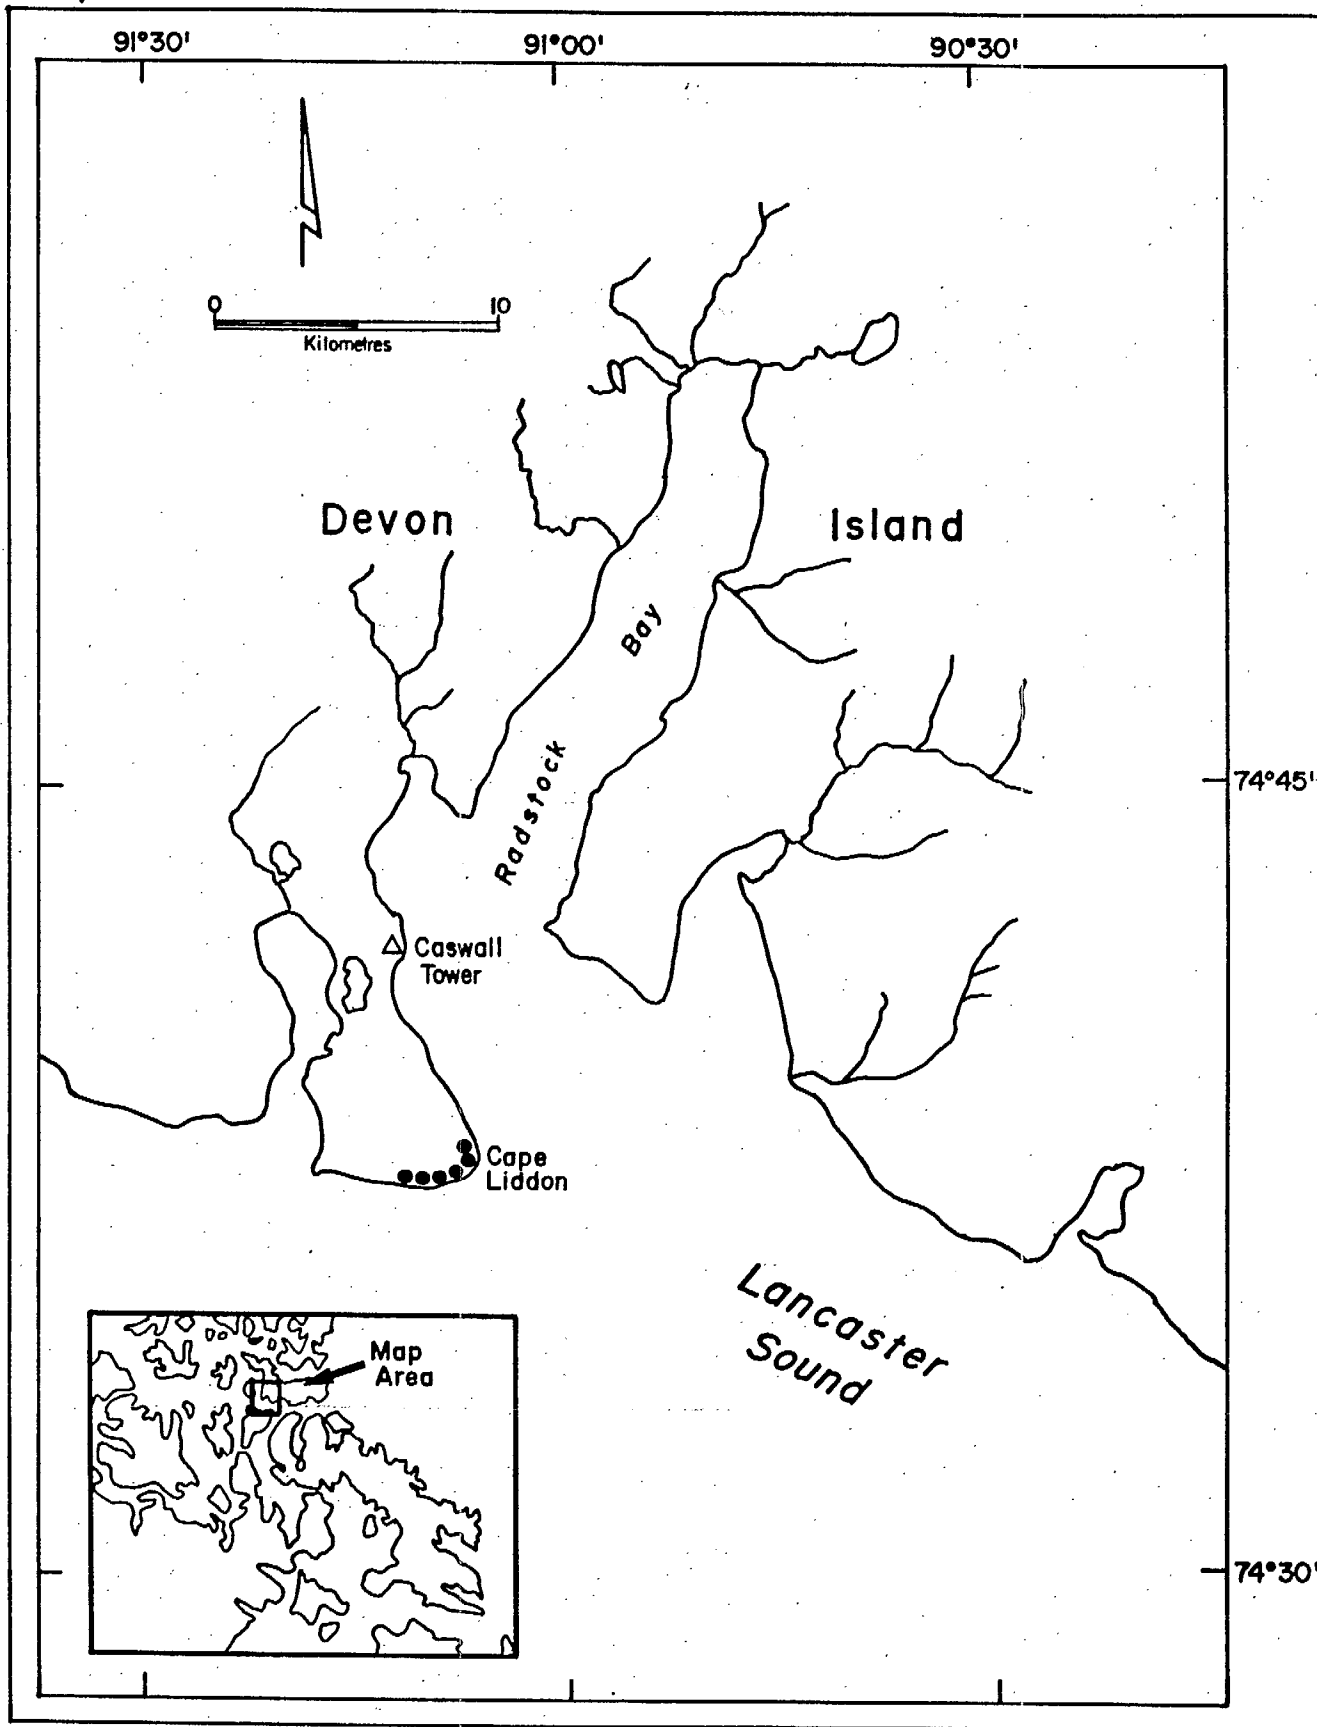 91°30'
91°00'
90°30'
0
10
Kilometres
Devon
Island
Bay
Radstock
74°45'
Caswall
Tower
Cape
Liddon
Lancaster
Sound
Map
Area
74°30'